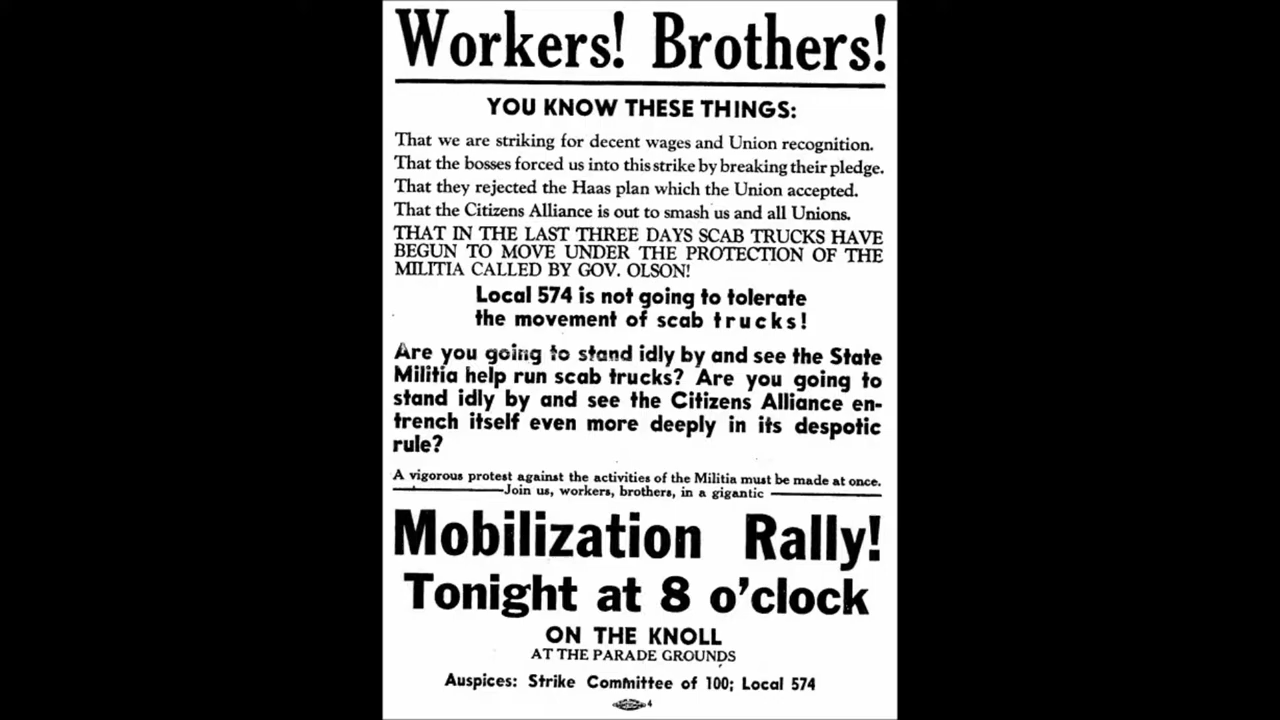 Workers! Brothers!
YOU KNOW THESE THINGS:
That we are striking for decent wages and Union recognition.
That the bosses forced us into this strike by breaking their pledge.
That they rejected the Haas plan which the Union accepted.
That the Citizens Alliance is out to smash us and all Unions.
THAT IN THE LAST THREE DAYS SCAB TRUCKS HAVE
BEGUN TO MOVE UNDER THE PROTECTION OF THE
MILITIA CALLED BY GOV. OLSON!
Local 574 is not going to tolerate
the movement of scab trucks!
Are you going to stand idly by and see the State
Militia help run scab trucks? Are you going to
stand idly by and see the Citizens Alliance en-
trench itself even more deeply in its despotic
rule?
A vigorous protest against the activities of the Militia must be made at once.
Join us, workers, brothers, in a gigantic
Mobilization Rally!
Tonight at 8 o'clock
ON THE KNOLL
AT THE PARADE GROUNDS
Auspices: Strike Committee of 100; Local 574
4